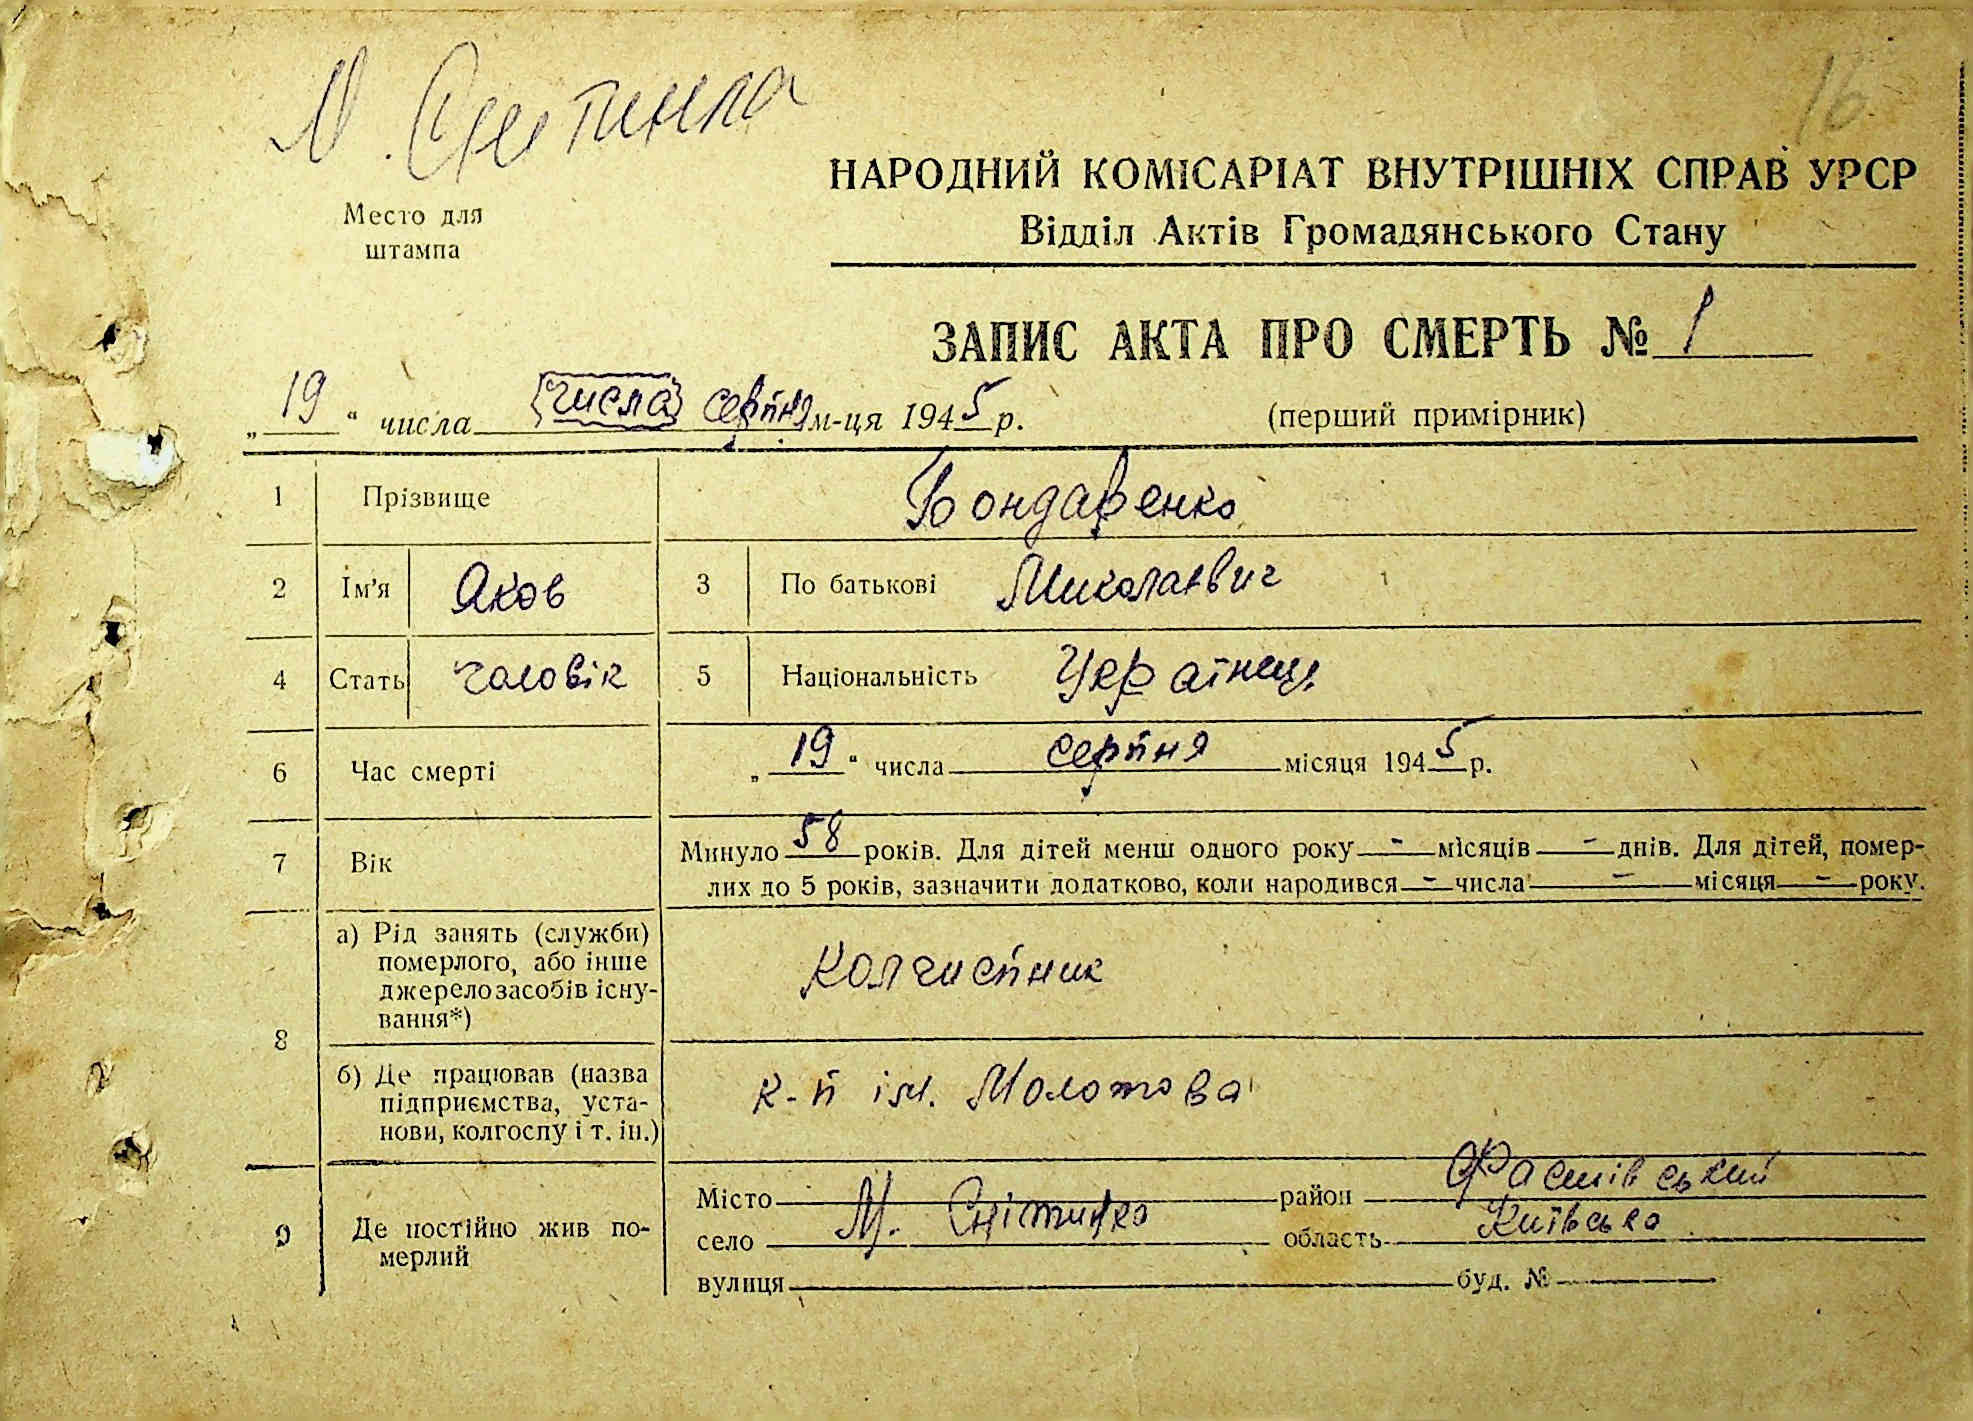 16
М. Снитинка
Место для
штампа
НАРОДНИЙ КОМІСАРІАТ ВНУТРІШНІХ СПРАВ УРСР
Відділ Актів Громадянського Стану
ЗАПИС АКТА ПРО СМЕРТЬ № 1
(перший примірник)
„19“ числа числа серпня м-ця 1945 р.
1 Прізвище Бондаренко
2 Ім’я Яков 3 По батькові Миколаєвич
4 Стать чоловік 5 Національність Українець
6 Час смерті „19“ числа серпня місяця 1945 р.
7 Вік Минуло 58 років. Для дітей менш одного року - місяців - днів. Для дітей, помер-
лих до 5 років, зазначити додатково, коли народився - числа - місяця - року.
8 а) Рід занять (служби)
померлого, або інше
джерело засобів існу-
вання*)
Колгиспник
б) Де працював (назва
підприємства, уста-
нови, колгоспу і т. ін.)
к-п ім. Молотова
9 Де постійно жив по-
мерлий
Місто район Фастівський
село М. Снітинка область Київська
вулиця буд. №